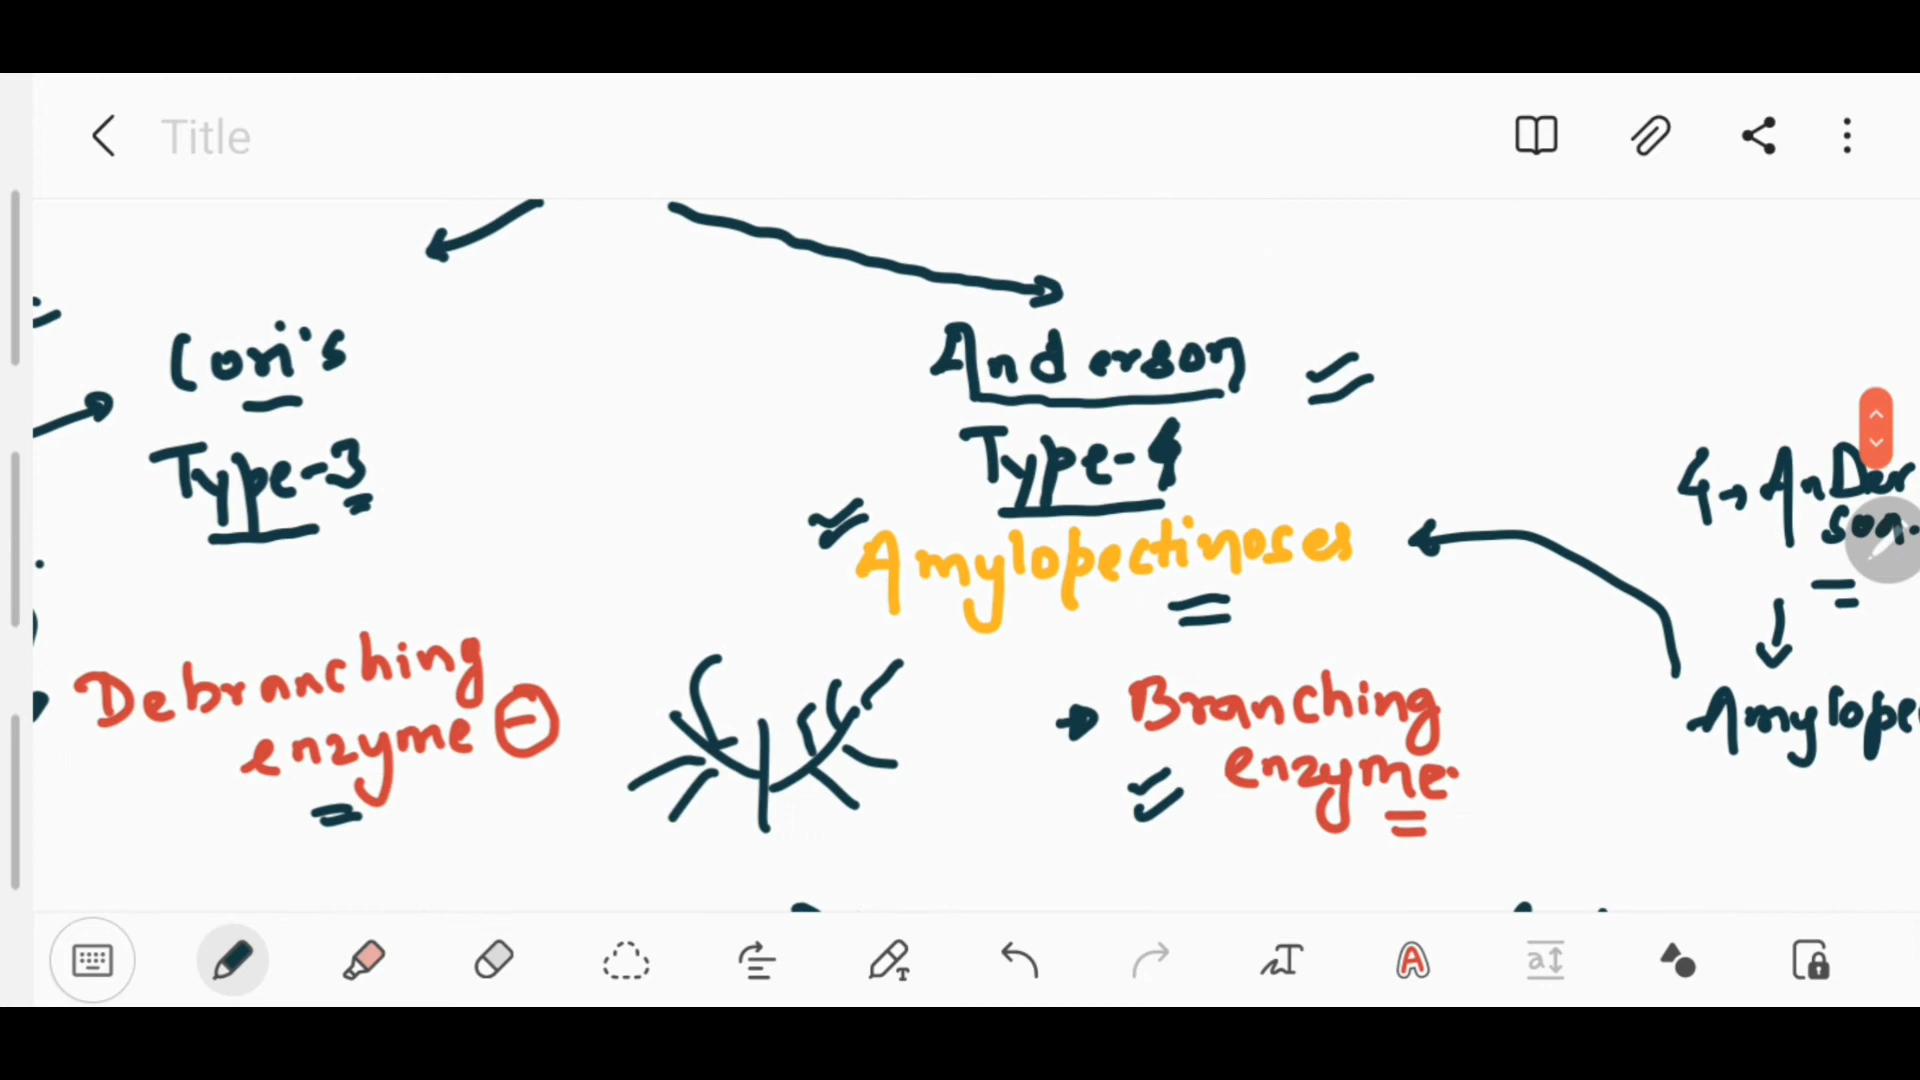 Title
Cori's
Type-3
Debranching
enzyme
Anderson
Type-4
Amylopectinoses
Branching
enzyme.
4→ AnDer
son.
Amylope